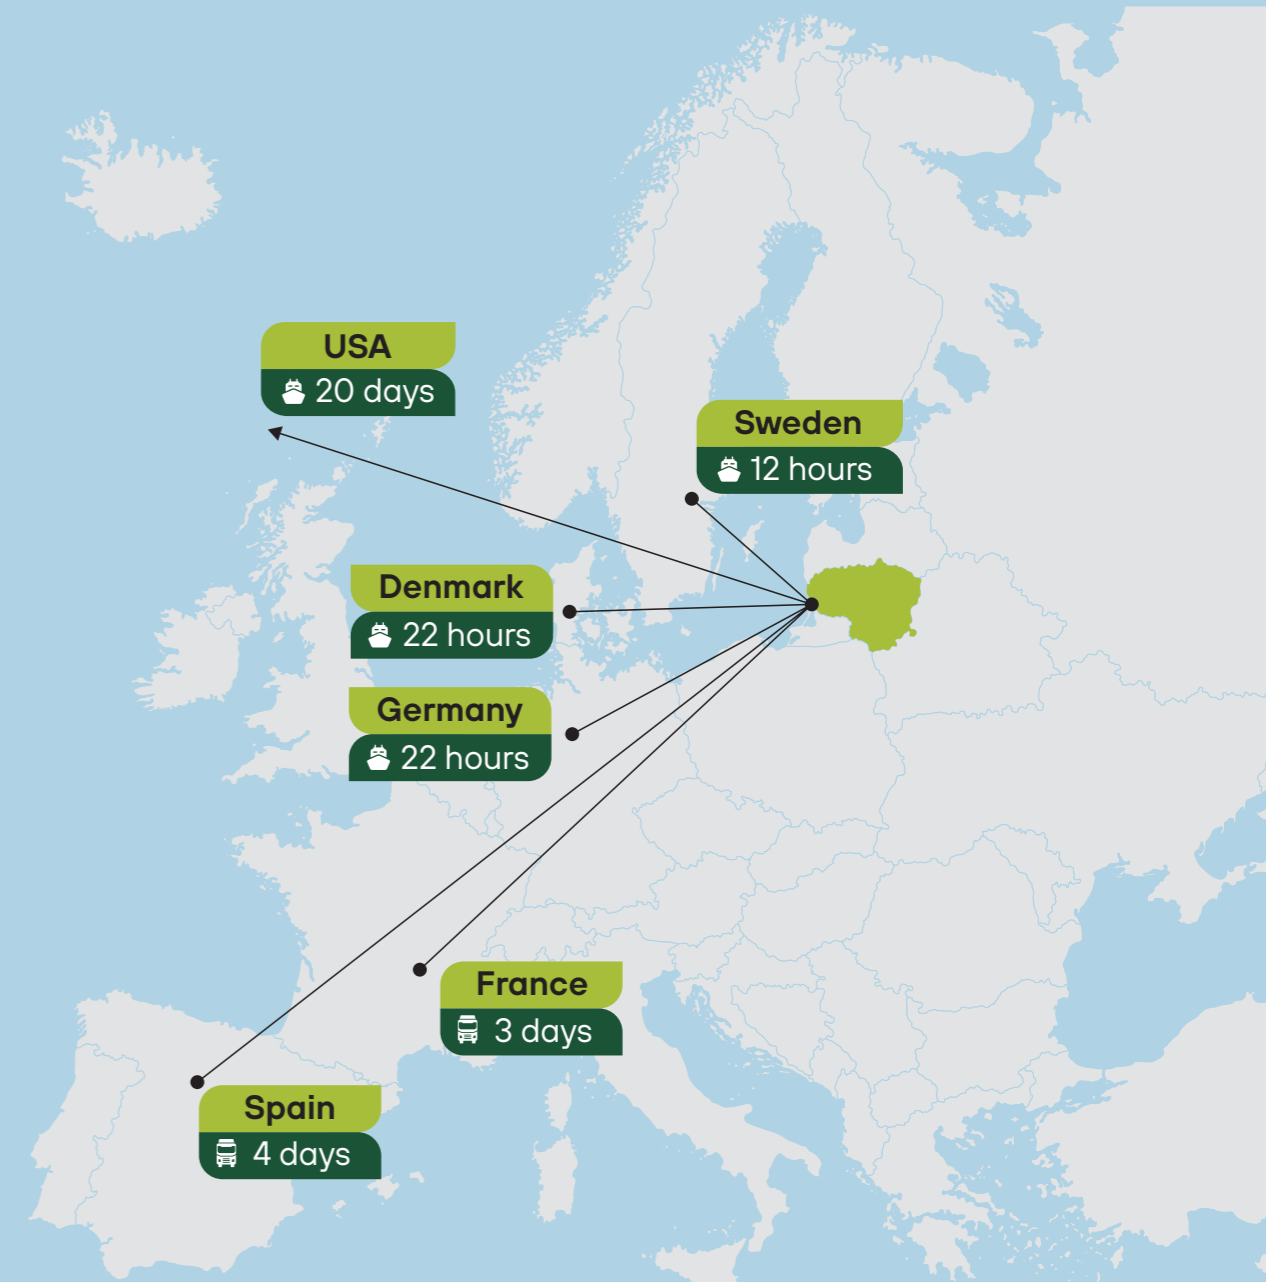 USA
20 days
Sweden
12 hours
Denmark
22 hours
Germany
22 hours
France
3 days
Spain
4 days